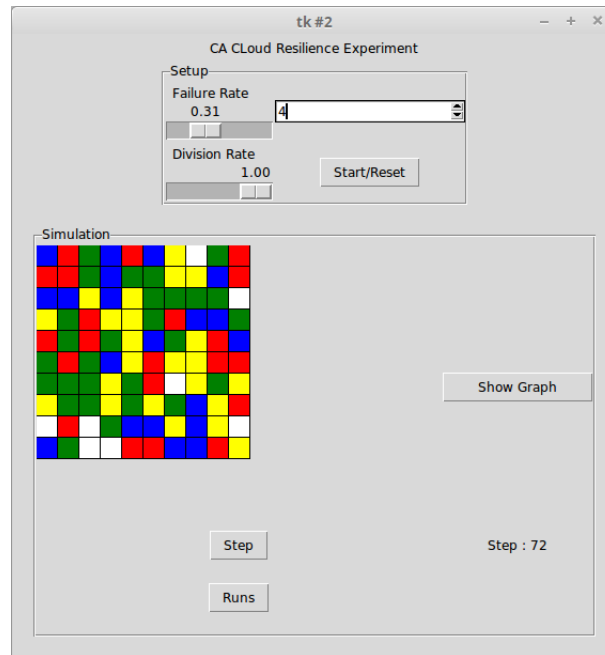 tk #2
CA CLoud Resilience Experiment
Setup
Failure Rate
0.31
4
Division Rate
1.00
Start/Reset
Simulation
Show Graph
Step
Step : 72
Runs